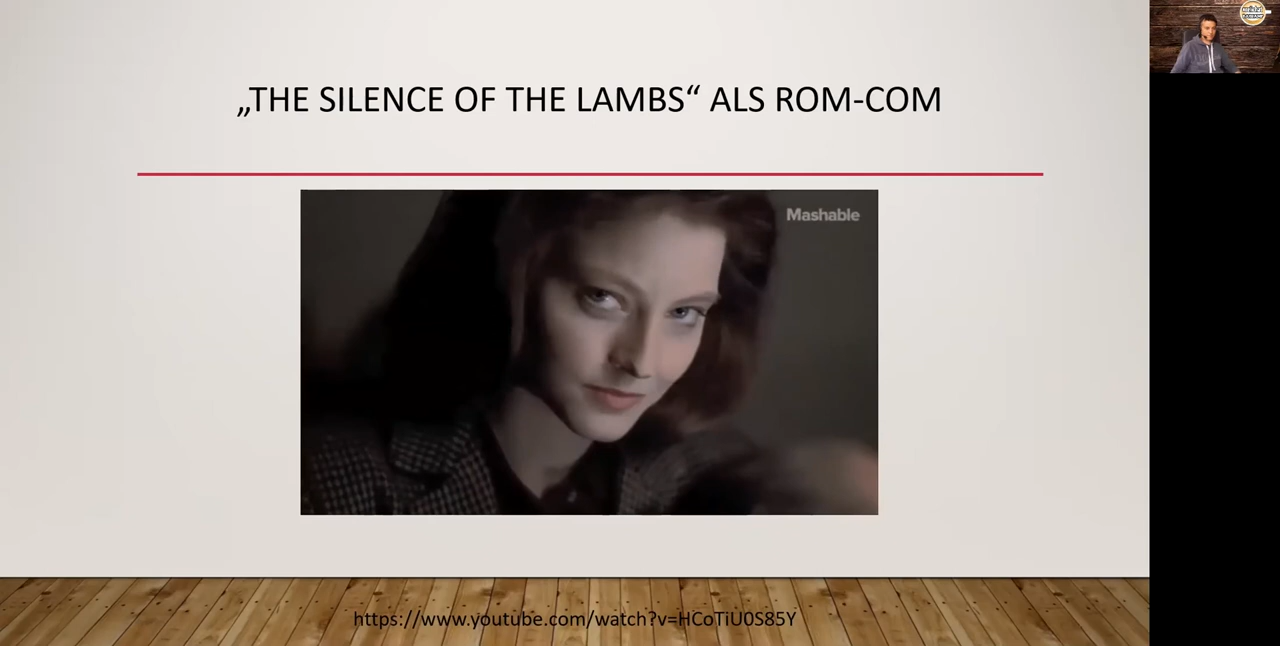 „THE SILENCE OF THE LAMBS“ ALS ROM-COM
Mashable
https://www.youtube.com/watch?v=HCoTiU0S85Y